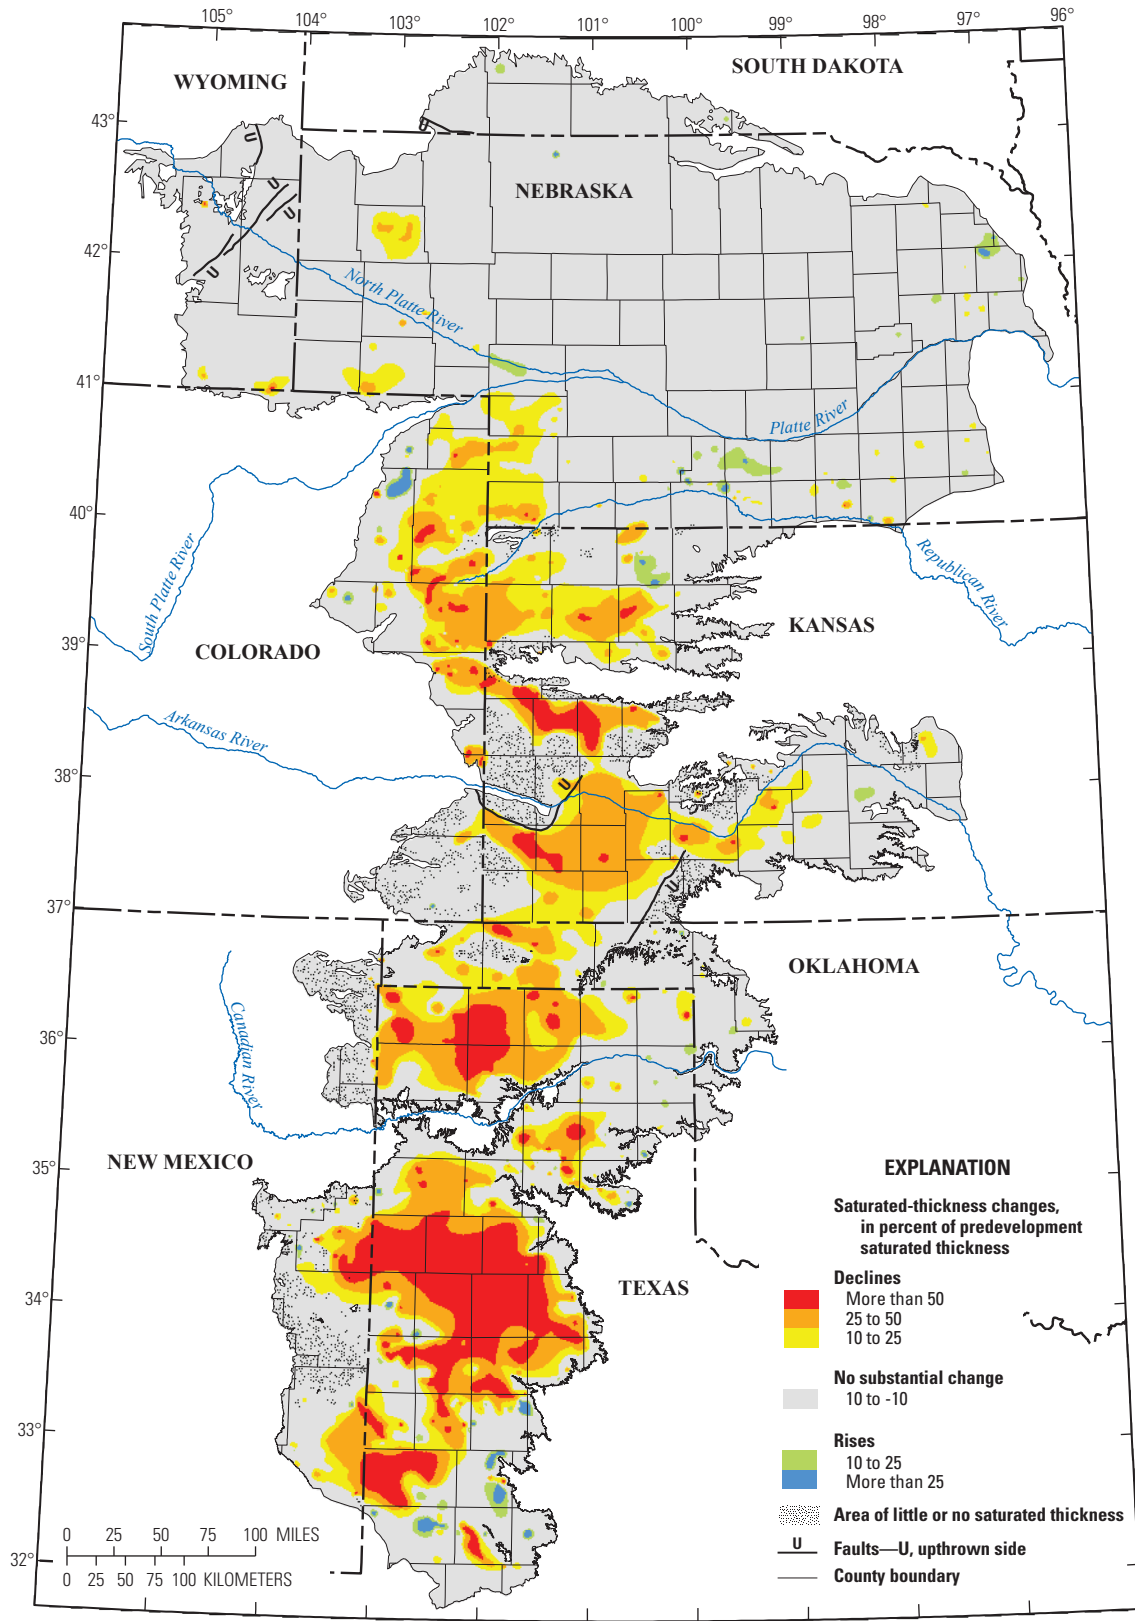 105° 104° 103° 102° 101° 100° 99° 98° 97° 96°
WYOMING
SOUTH DAKOTA
43°
U
U
NEBRASKA
U
U
U
42°
U
North Platte River
41°
Platte River
40°
South Platte River
Republican River
39°
COLORADO
KANSAS
Arkansas River
38°
U
U
37°
OKLAHOMA
Canadian River
36°
35°
NEW MEXICO
34°
TEXAS
33°
32°
EXPLANATION
Saturated-thickness changes,
in percent of predevelopment
saturated thickness
Declines
More than 50
25 to 50
10 to 25
No substantial change
10 to -10
Rises
10 to 25
More than 25
Area of little or no saturated thickness
U
Faults—U, upthrown side
County boundary
0 25 50 75 100 MILES
0 25 50 75 100 KILOMETERS